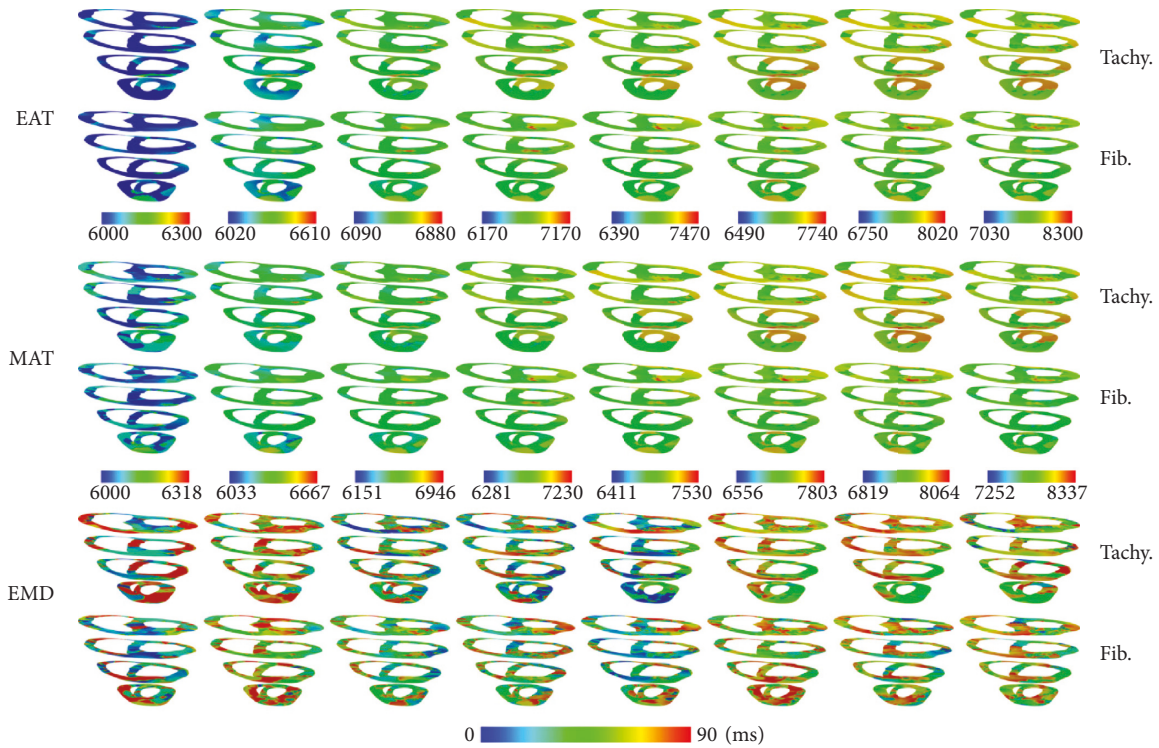 Tachy.
EAT
Fib.
6000 6300 6020 6610 6090 6880 6170 7170 6390 7470 6490 7740 6750 8020 7030 8300
Tachy.
MAT
Fib.
6000 6318 6033 6667 6151 6946 6281 7230 6411 7530 6556 7803 6819 8064 7252 8337
Tachy.
EMD
Fib.
0 90 (ms)